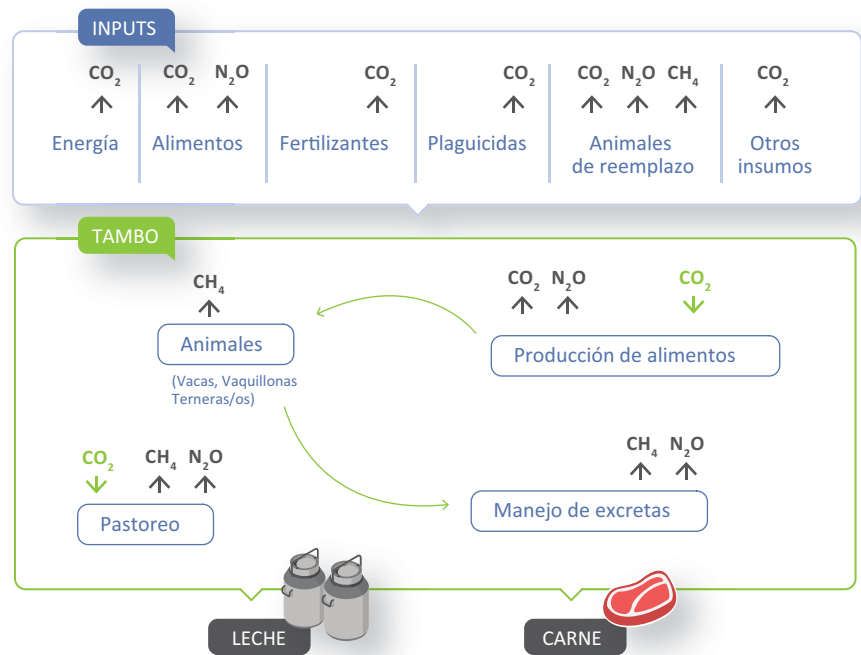 INPUTS
CO₂ CO₂ N₂O CO₂ CO₂ CO₂ N₂O CH₄ CO₂
Energía Alimentos Fertilizantes Plaguicidas Animales Otros
de reemplazo insumos
TAMBO
CH₄
CO₂ N₂O CO₂
Animales
Producción de alimentos
(Vacas, Vaquillonas
Terneras/os)
CO₂ CH₄ N₂O
CH₄ N₂O
Pastoreo
Manejo de excretas
LECHE
CARNE